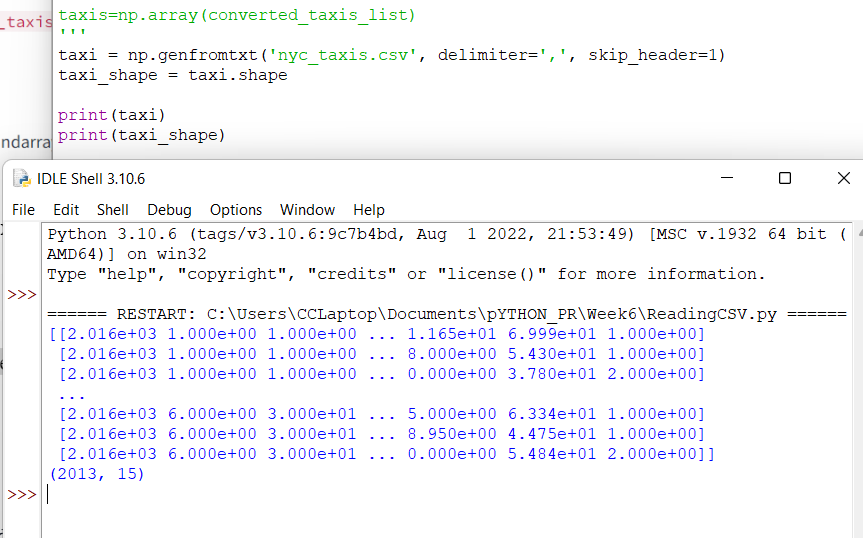 _taxis
taxis=np.array(converted_taxis_list)
'''
taxi = np.genfromtxt('nyc_taxis.csv', delimiter=',', skip_header=1)
taxi_shape = taxi.shape
print(taxi)
ndarra
print(taxi_shape)
IDLE Shell 3.10.6
File Edit Shell Debug Options Window Help
Python 3.10.6 (tags/v3.10.6:9c7b4bd, Aug  1 2022, 21:53:49) [MSC v.1932 64 bit (
AMD64)] on win32
Type "help", "copyright", "credits" or "license()" for more information.
>>>
====== RESTART: C:\Users\CCLaptop\Documents\pYTHON_PR\Week6\ReadingCSV.py ======
[[2.016e+03 1.000e+00 1.000e+00 ... 1.165e+01 6.999e+01 1.000e+00]
[2.016e+03 1.000e+00 1.000e+00 ... 8.000e+00 5.430e+01 1.000e+00]
[2.016e+03 1.000e+00 1.000e+00 ... 0.000e+00 3.780e+01 2.000e+00]
...
[2.016e+03 6.000e+00 3.000e+01 ... 5.000e+00 6.334e+01 1.000e+00]
[2.016e+03 6.000e+00 3.000e+01 ... 8.950e+00 4.475e+01 1.000e+00]
[2.016e+03 6.000e+00 3.000e+01 ... 0.000e+00 5.484e+01 2.000e+00]]
(2013, 15)
>>>